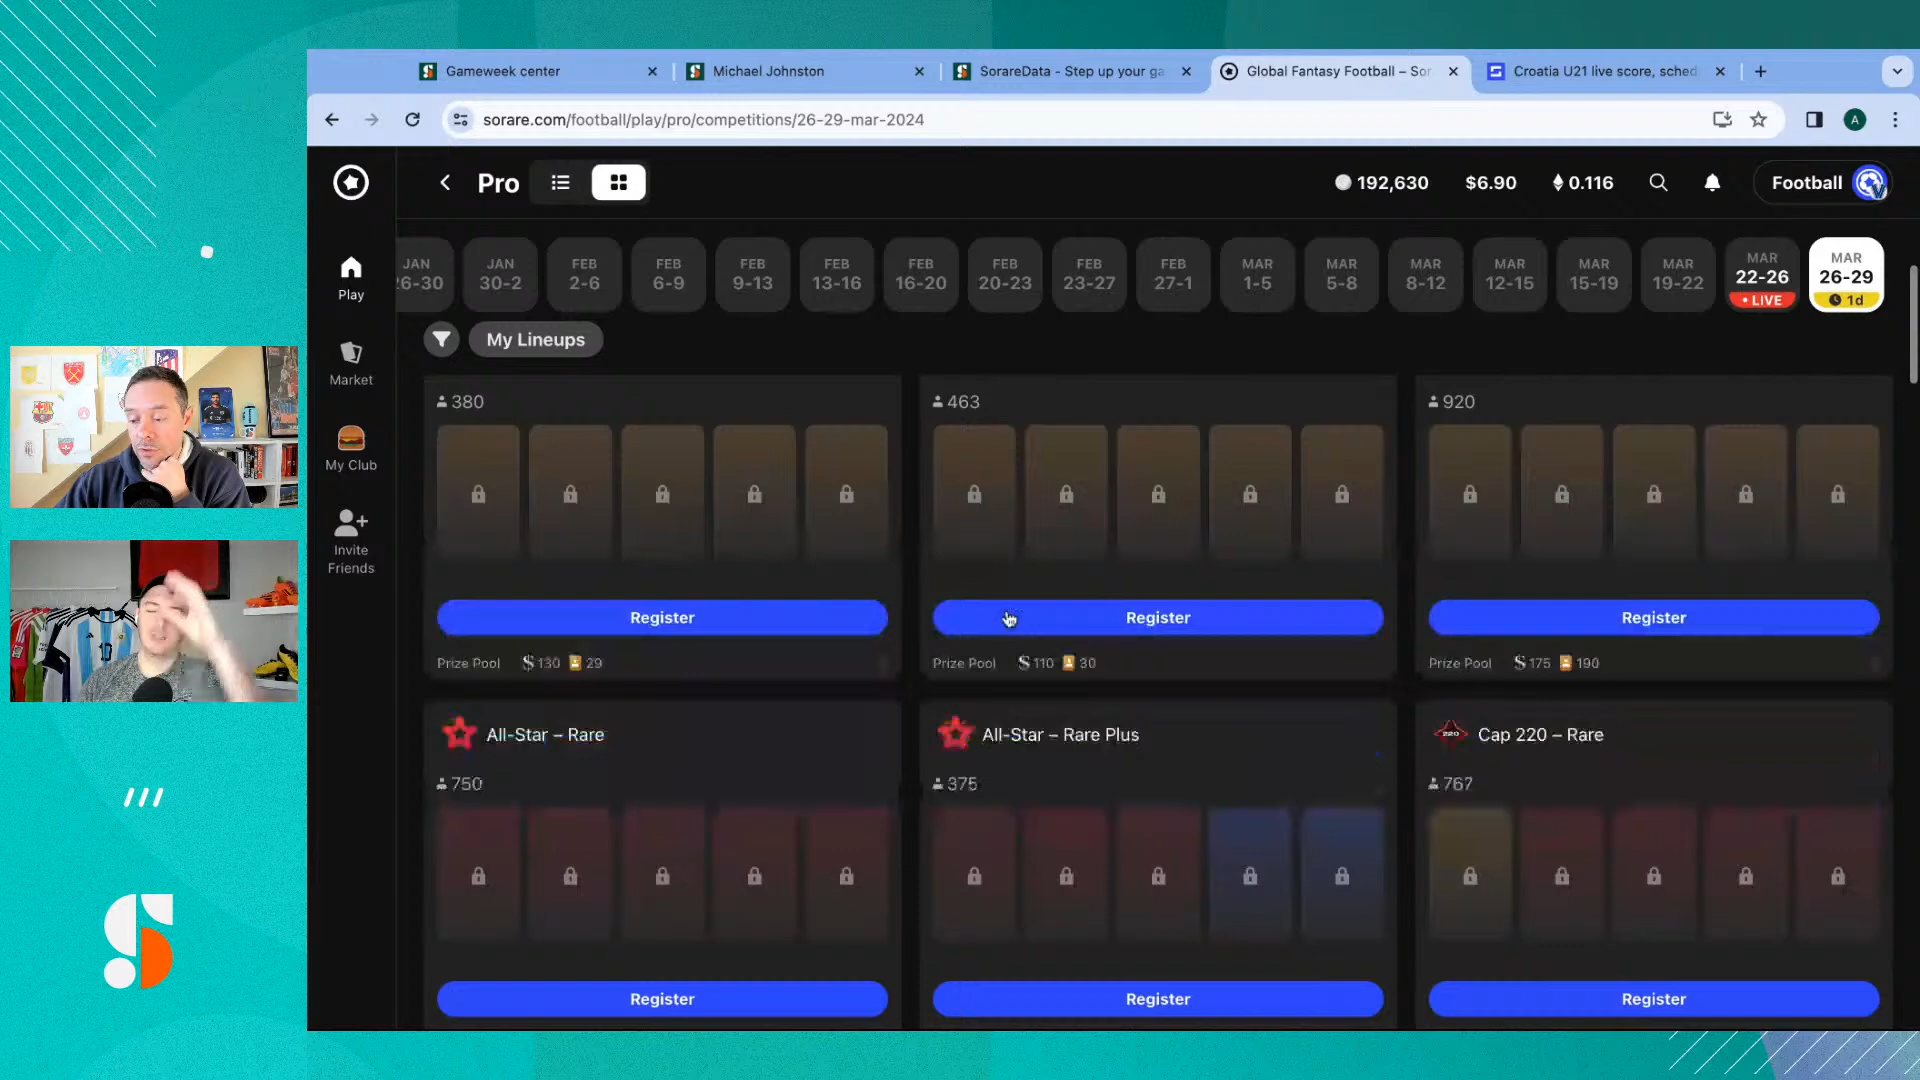 Gameweek center
Michael Johnston
SorareData - Step up your ga
Global Fantasy Football – Sor
Croatia U21 live score, sched
sorare.com/football/play/pro/competitions/26-29-mar-2024
A
Pro
192,630
$6.90
0.116
Football
JAN
26-30
JAN
30-2
FEB
2-6
FEB
6-9
FEB
9-13
FEB
13-16
FEB
16-20
FEB
20-23
FEB
23-27
FEB
27-1
MAR
1-5
MAR
5-8
MAR
8-12
MAR
12-15
MAR
15-19
MAR
19-22
MAR
22-26
• LIVE
MAR
26-29
1d
Play
Market
My Club
Invite
Friends
My Lineups
380
463
920
Register
Register
Register
Prize Pool $130 29
Prize Pool $110 30
Prize Pool $175 190
All-Star – Rare
All-Star – Rare Plus
220
Cap 220 – Rare
750
375
767
Register
Register
Register
10